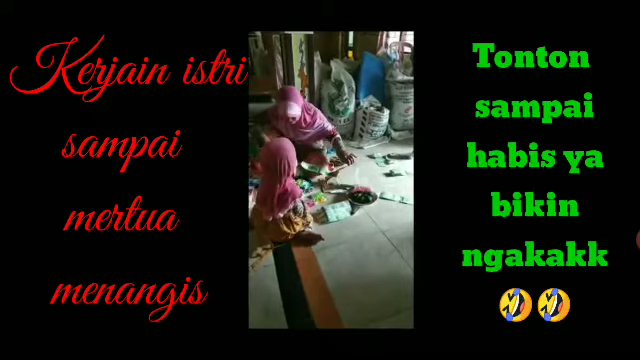 Kerjain istri
sampai
mertua
menangis
Tonton
sampai
habis ya
bikin
ngakakk
🤣🤣